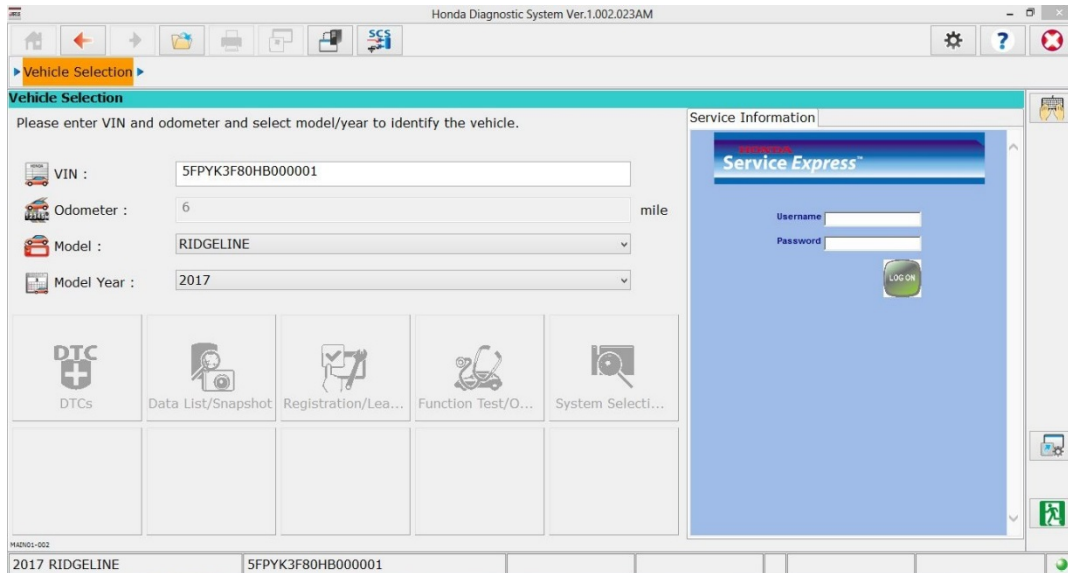 Honda Diagnostic System Ver.1.002.023AM
SCS
Vehicle Selection
Vehicle Selection
Please enter VIN and odometer and select model/year to identify the vehicle.
VIN :
5FPYK3F80HB000001
Odometer :
6
mile
Model :
RIDGELINE
Model Year :
2017
DTC
DTCs
Data List/Snapshot
Registration/Lea...
Function Test/O...
System Selecti...
Service Information
Service Express™
Username
Password
LOG ON
MAIN01-002
2017 RIDGELINE
5FPYK3F80HB000001